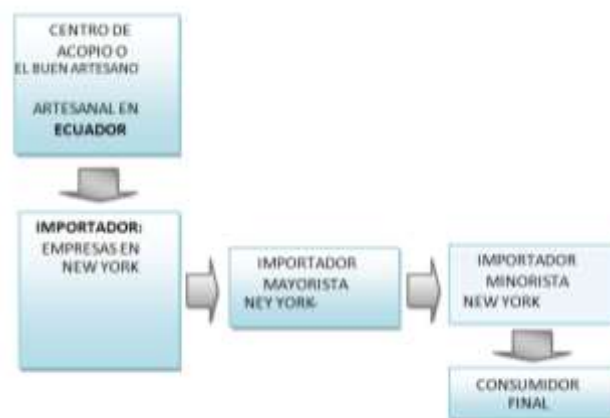 CENTRO DE
ACOPIO O
EL BUEN ARTESANO
ARTESANAL EN
ECUADOR
IMPORTADOR:
EMPRESAS EN
NEW YORK
IMPORTADOR
MAYORISTA
NEY YORK
IMPORTADOR
MINORISTA
NEW YORK
CONSUMIDOR
FINAL